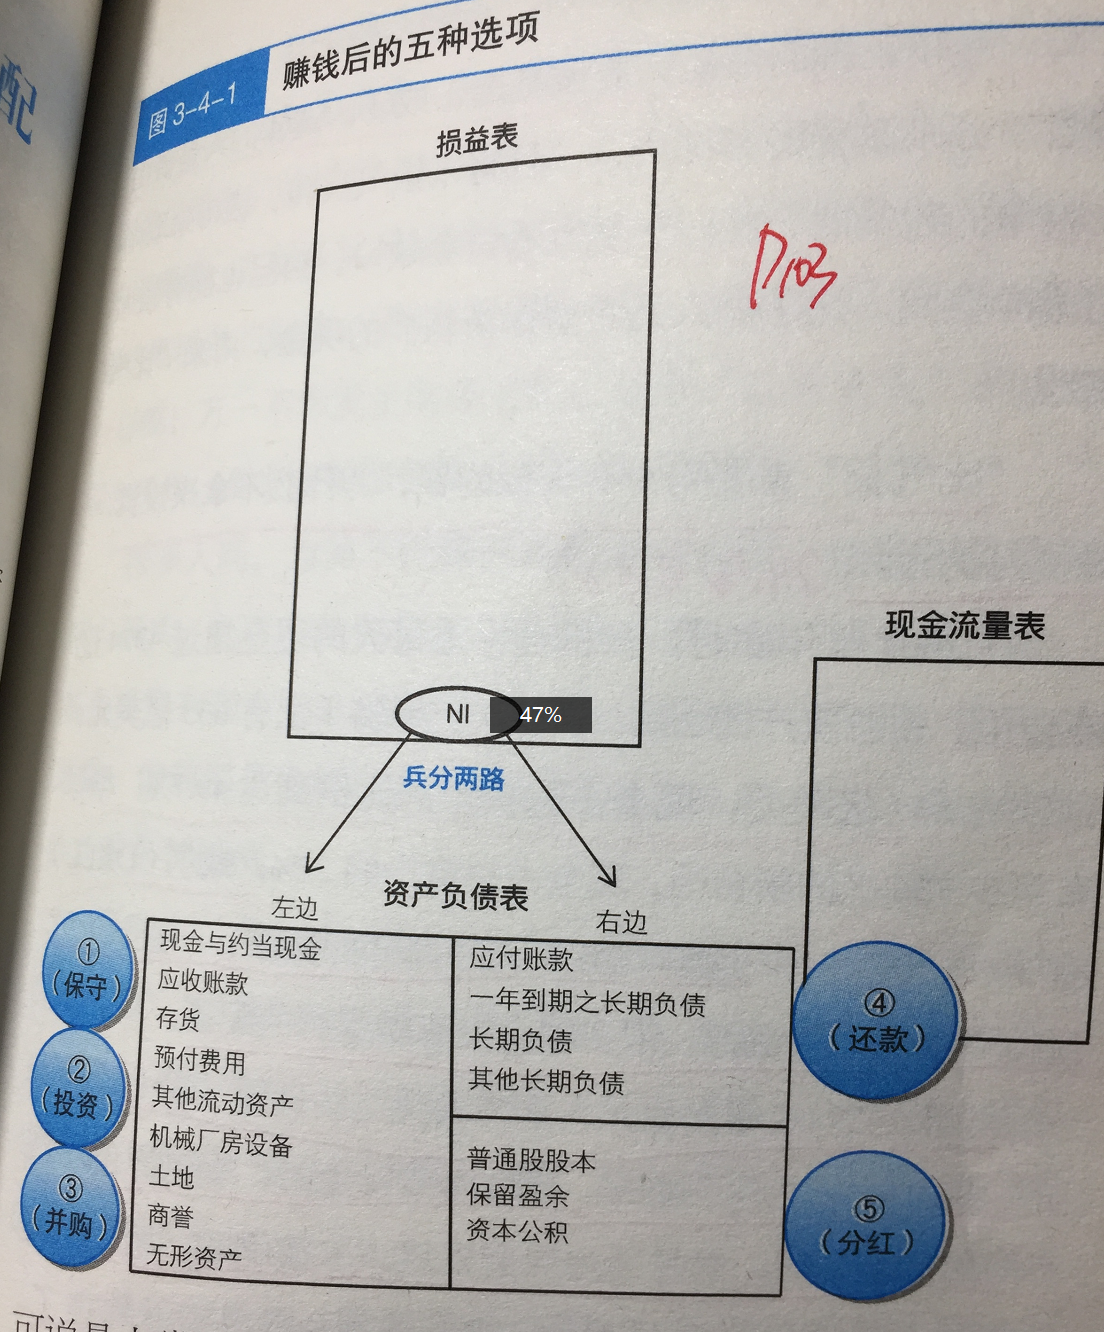 配
图 3-4-1
赚钱后的五种选项
损益表
P103
现金流量表
NI
47%
兵分两路
资产负债表
左边
右边
①
（保守）
②
（投资）
③
（并购）
现金与约当现金
应收账款
存货
预付费用
其他流动资产
机械厂房设备
土地
商誉
无形资产
应付账款
一年到期之长期负债
长期负债
其他长期负债
普通股股本
保留盈余
资本公积
④
（还款）
⑤
（分红）
可说是